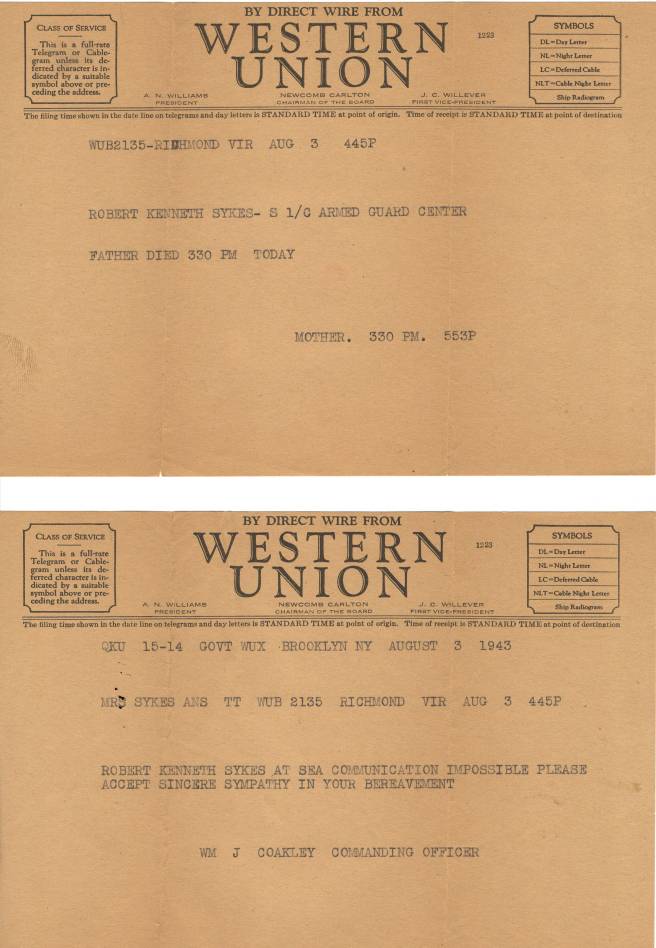 BY DIRECT WIRE FROM
WESTERN
UNION
1223
CLASS OF SERVICE
This is a full-rate
Telegram or Cable-
gram unless its de-
ferred character is in-
dicated by a suitable
symbol above or pre-
ceding the address.
SYMBOLS
DL=Day Letter
NL=Night Letter
LC=Deferred Cable
NLT=Cable Night Letter
Ship Radiogram
A. N. WILLIAMS
PRESIDENT
NEWCOMB CARLTON
CHAIRMAN OF THE BOARD
J. C. WILLEVER
FIRST VICE-PRESIDENT
The filing time shown in the date line on telegrams and day letters is STANDARD TIME at point of origin. Time of receipt is STANDARD TIME at point of destination
WUB2135-RICHMOND VIR AUG 3 445P
ROBERT KENNETH SYKES- S 1/C ARMED GUARD CENTER
FATHER DIED 330 PM TODAY
MOTHER. 330 PM. 553P
BY DIRECT WIRE FROM
WESTERN
UNION
1223
CLASS OF SERVICE
This is a full-rate
Telegram or Cable-
gram unless its de-
ferred character is in-
dicated by a suitable
symbol above or pre-
ceding the address.
SYMBOLS
DL=Day Letter
NL=Night Letter
LC=Deferred Cable
NLT=Cable Night Letter
Ship Radiogram
A. N. WILLIAMS
PRESIDENT
NEWCOMB CARLTON
CHAIRMAN OF THE BOARD
J. C. WILLEVER
FIRST VICE-PRESIDENT
The filing time shown in the date line on telegrams and day letters is STANDARD TIME at point of origin. Time of receipt is STANDARD TIME at point of destination
QKU 15-14 GOVT WUX BROOKLYN NY AUGUST 3 1943
MRS SYKES ANS TT WUB 2135 RICHMOND VIR AUG 3 445P
ROBERT KENNETH SYKES AT SEA COMMUNICATION IMPOSSIBLE PLEASE
ACCEPT SINCERE SYMPATHY IN YOUR BEREAVEMENT
WM J COAKLEY COMMANDING OFFICER